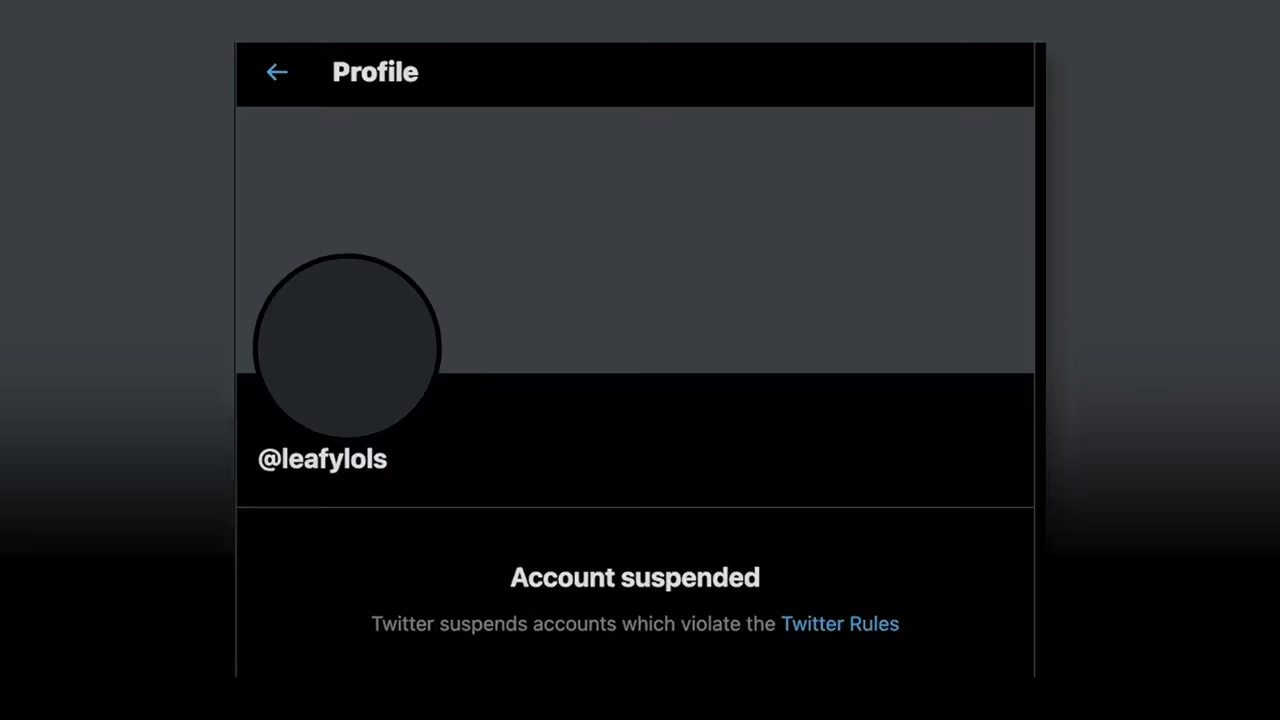 Profile
@leafylols
Account suspended
Twitter suspends accounts which violate the Twitter Rules